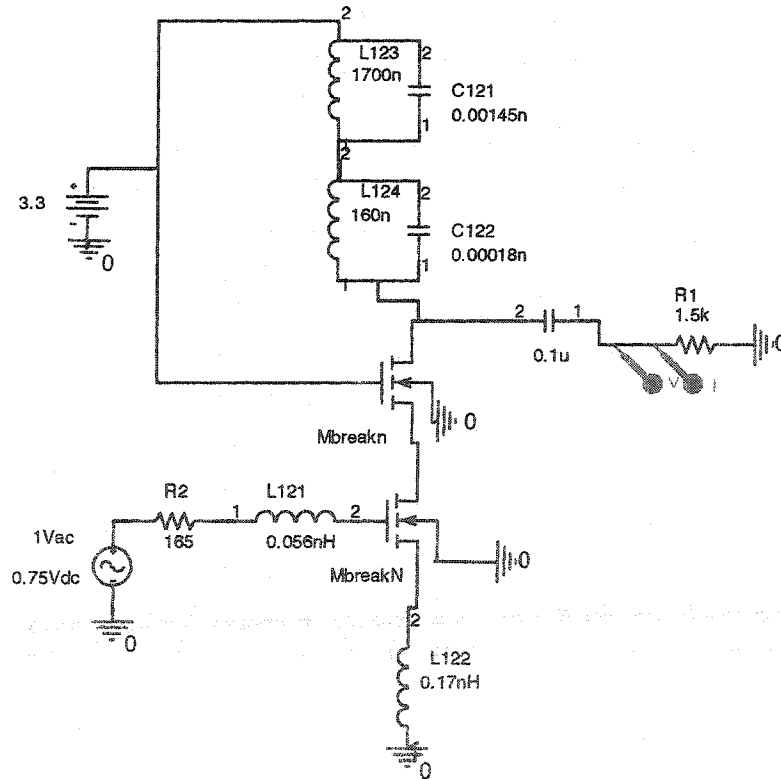 2
L123
1700n
2
C121
0.00145n
1
2
L124
160n
2
C122
0.00018n
1
3.3
+
-
0
2
1
0.1u
R1
1.5k
0
V
I
0
Mbreakn
R2
165
1
L121
2
0.056nH
1Vac
0.75Vdc
+
-
0
MbreakN
0
2
L122
0.17nH
0